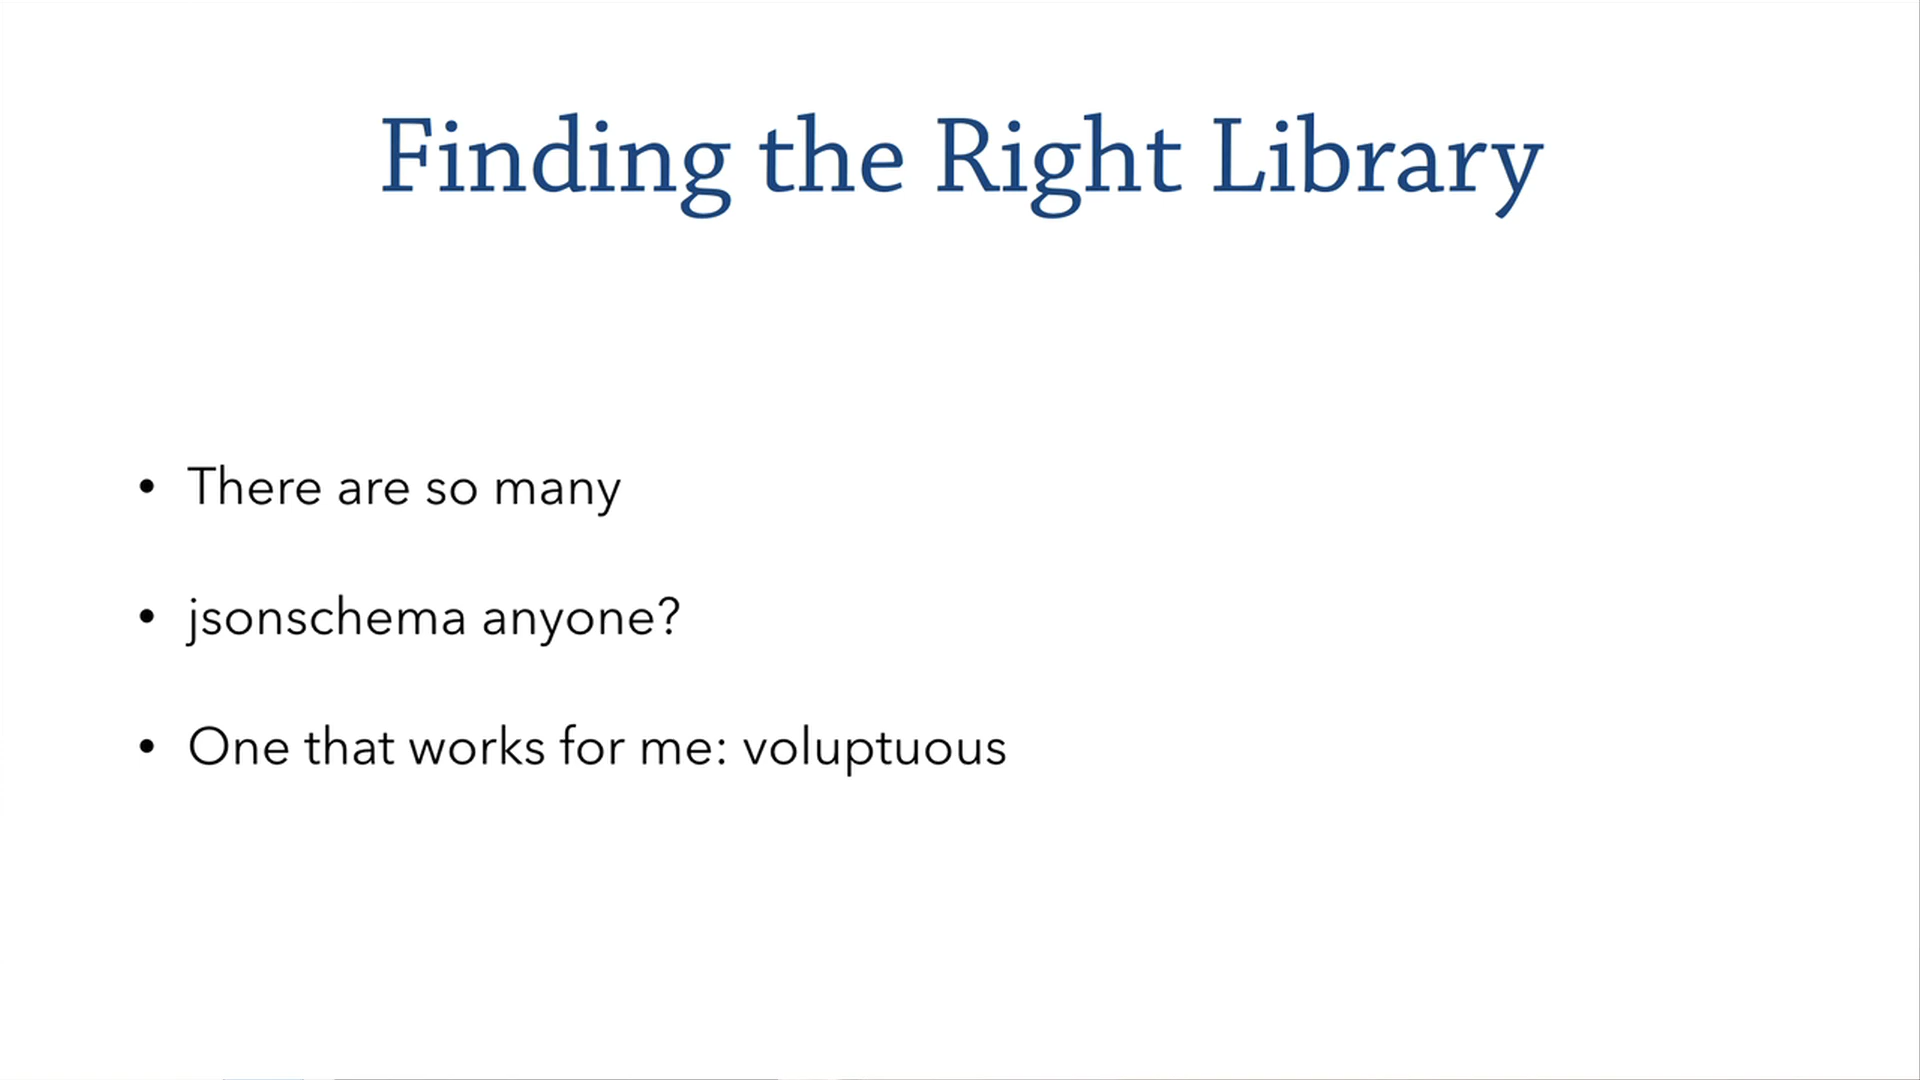 Finding the Right Library
• There are so many
• jsonschema anyone?
• One that works for me: voluptuous